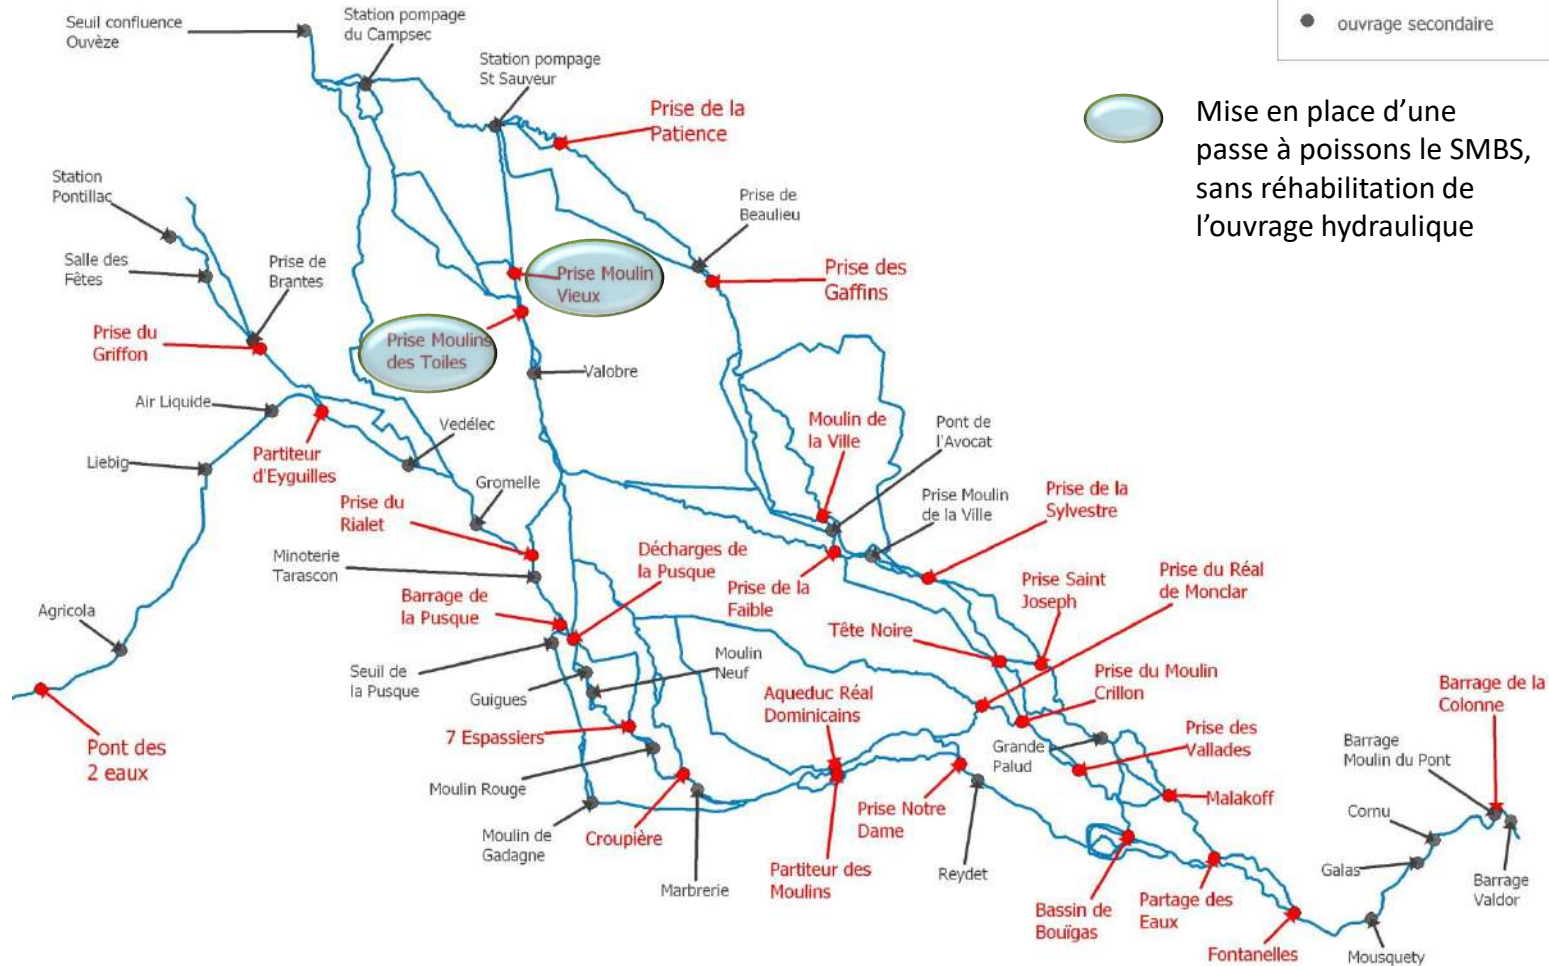 Seuil confluence
Ouvèze
Station pompage
du Campsec
Station pompage
St Sauveur
Prise de la
Patience
ouvrage secondaire
Mise en place d’une
passe à poissons le SMBS,
sans réhabilitation de
l’ouvrage hydraulique
Station
Pontillac
Salle des
Fêtes
Prise de
Brantes
Prise du
Griffon
Prise Moulin
Vieux
Prise Moulins
des Toiles
Prise de
Beaulieu
Prise des
Gaffins
Valobre
Air Liquide
Liebig
Partiteur
d'Eyguilles
Vedélec
Gromelle
Prise du
Rialet
Minoterie
Tarascon
Barrage de
la Pusque
Décharges de
la Pusque
Moulin de
la Ville
Pont de
l'Avocat
Prise Moulin
de la Ville
Prise de la
Sylvestre
Prise de la
Faible
Prise Saint
Joseph
Prise du Réal
de Monclar
Tête Noire
Prise du Moulin
Crillon
Agricola
Pont des
2 eaux
Seuil de
la Pusque
Guigues
Moulin
Neuf
7 Espassiers
Moulin Rouge
Moulin de
Gadagne
Croupière
Marbrerie
Aqueduc Réal
Dominicains
Partiteur des
Moulins
Prise Notre
Dame
Reydet
Grande
Palud
Prise des
Vallades
Malakoff
Bassin de
Bouïgas
Partage des
Eaux
Fontanelles
Barrage de la
Colonne
Barrage
Moulin du Pont
Cornu
Galas
Barrage
Valdor
Mousquety